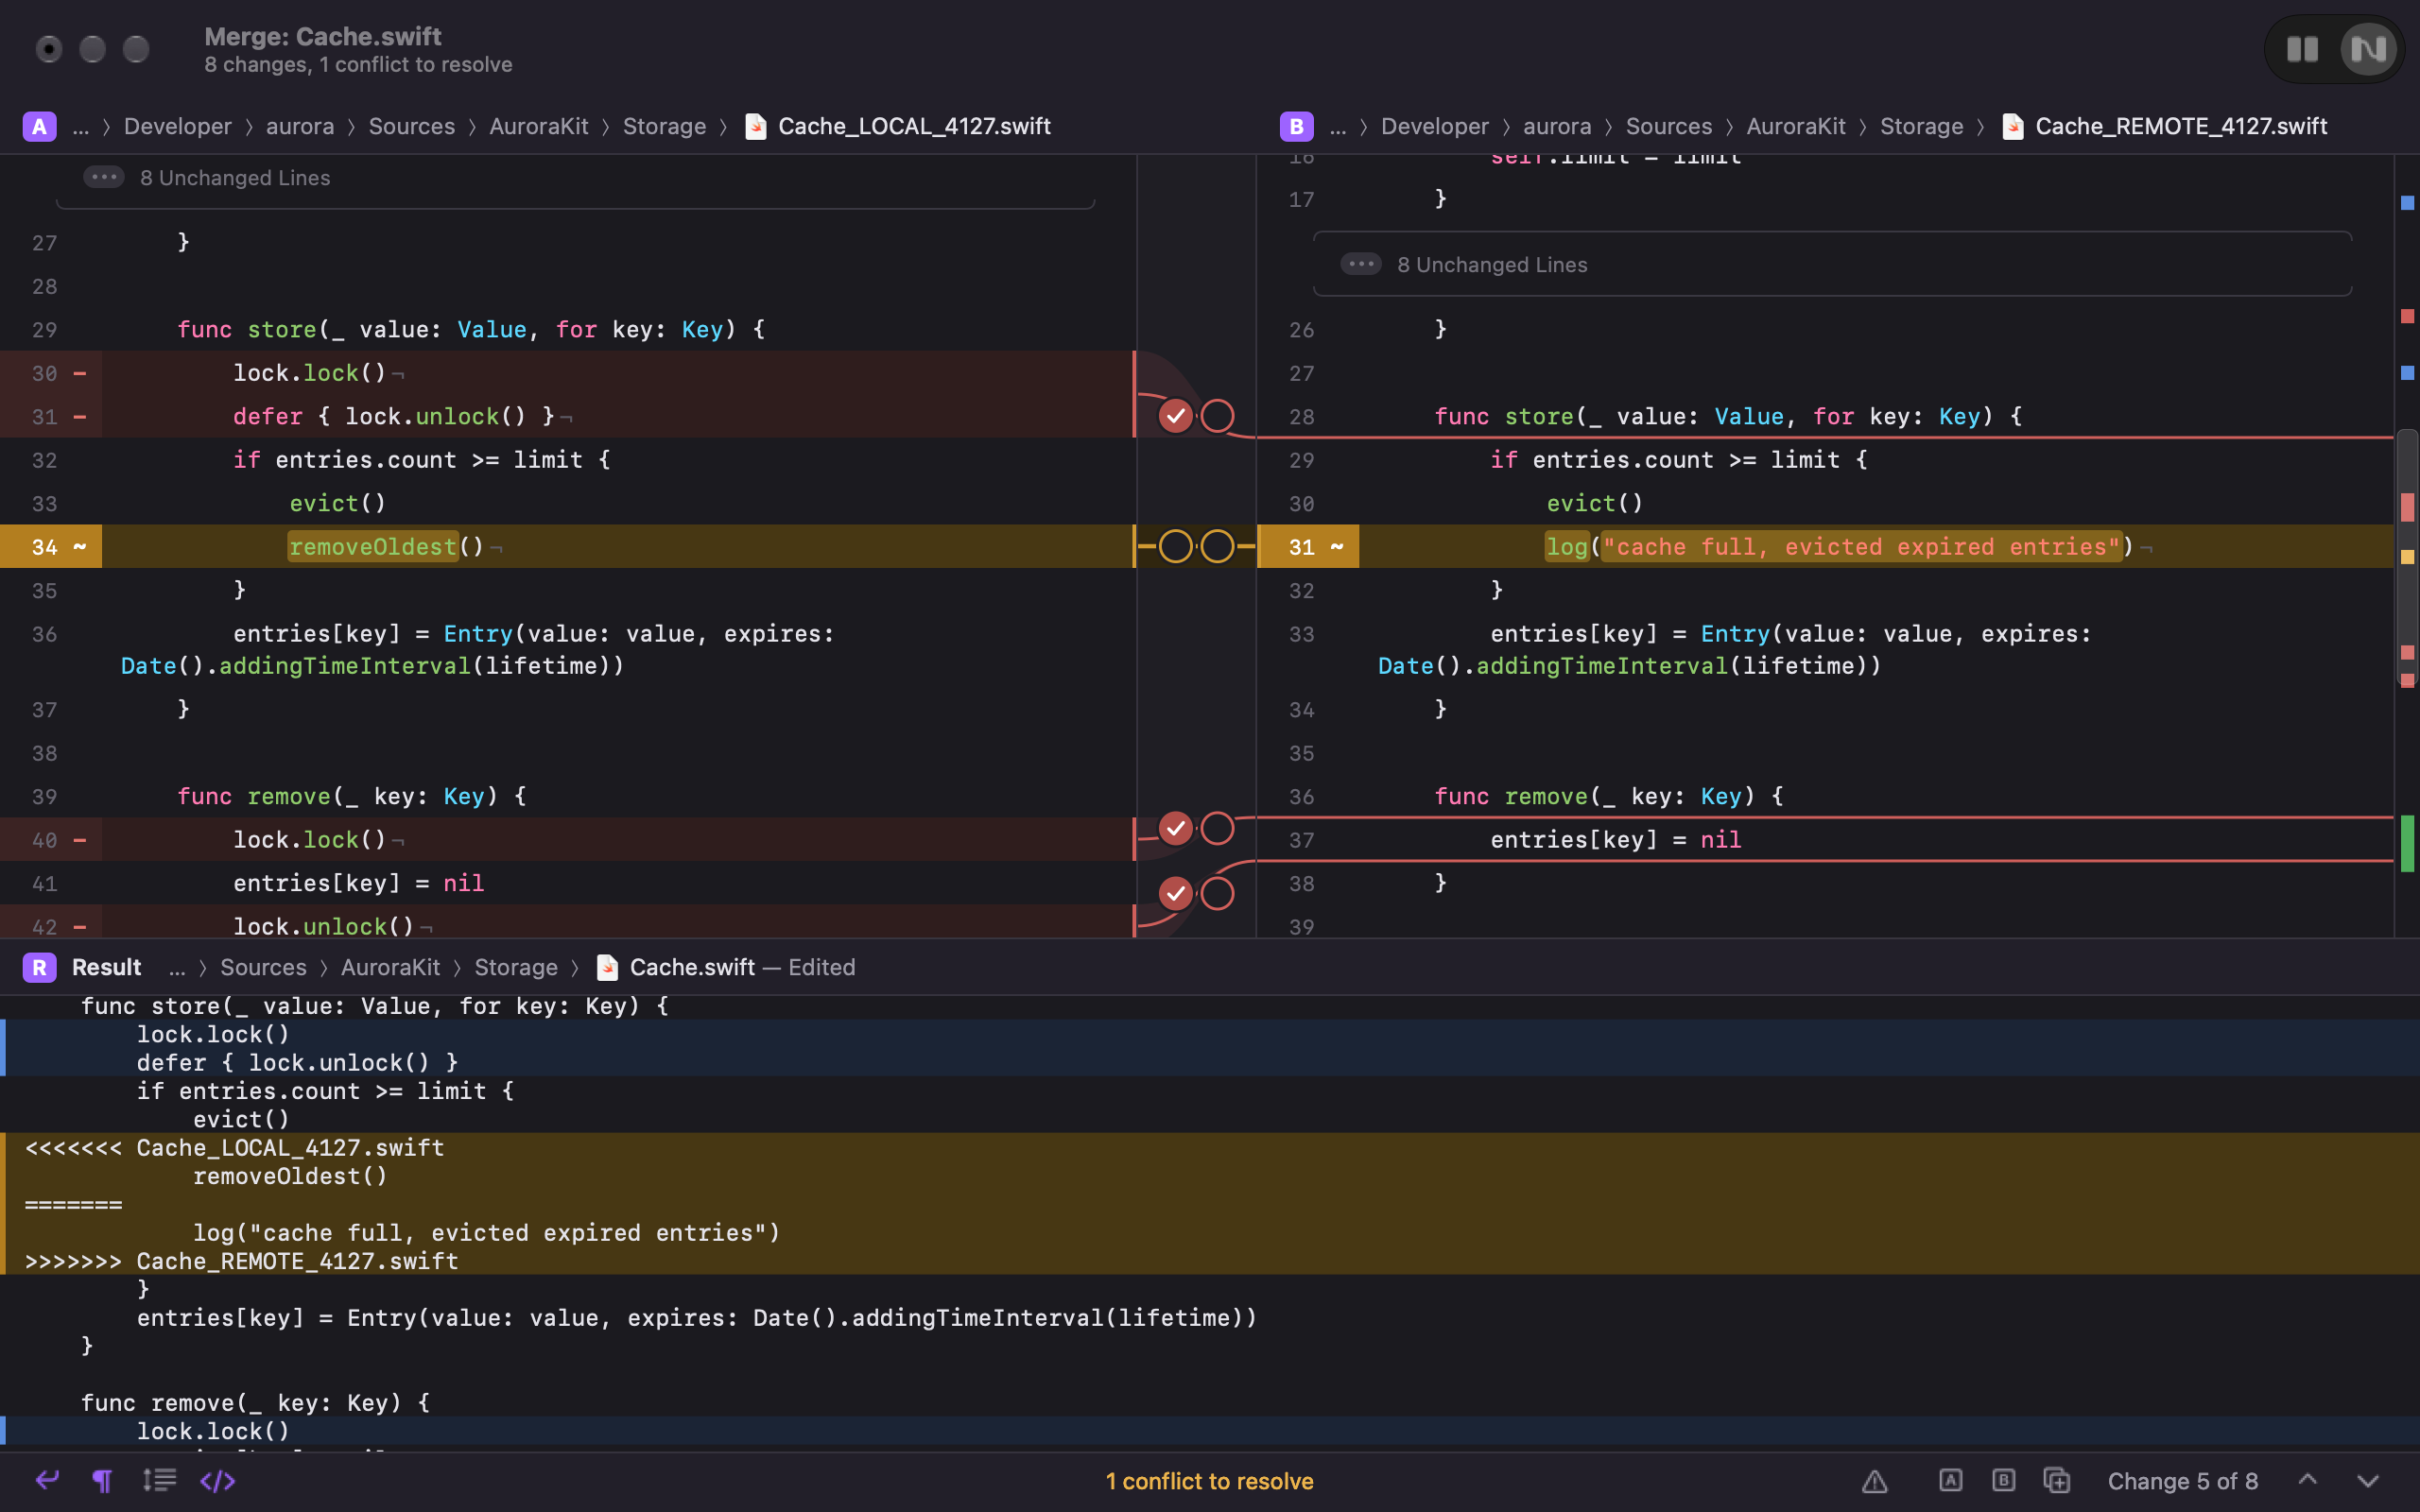 Merge: Cache.swift
8 changes, 1 conflict to resolve
A ... 〉 Developer 〉 aurora 〉 Sources 〉 AuroraKit 〉 Storage 〉 Cache_LOCAL_4127.swift
8 Unchanged Lines
27 }
28
29 func store(_ value: Value, for key: Key) {
30 – lock.lock()¬
31 – defer { lock.unlock() }¬
32 if entries.count >= limit {
33 evict()
34 ~ removeOldest()¬
35 }
36 entries[key] = Entry(value: value, expires:
Date().addingTimeInterval(lifetime))
37 }
38
39 func remove(_ key: Key) {
40 – lock.lock()¬
41 entries[key] = nil
42 – lock.unlock()¬
B ... 〉 Developer 〉 aurora 〉 Sources 〉 AuroraKit 〉 Storage 〉 Cache_REMOTE_4127.swift
16 self.limit = limit
17 }
8 Unchanged Lines
26 }
27
28 func store(_ value: Value, for key: Key) {
29 if entries.count >= limit {
30 evict()
31 ~ log("cache full, evicted expired entries")¬
32 }
33 entries[key] = Entry(value: value, expires:
Date().addingTimeInterval(lifetime))
34 }
35
36 func remove(_ key: Key) {
37 entries[key] = nil
38 }
39
R Result ... 〉 Sources 〉 AuroraKit 〉 Storage 〉 Cache.swift — Edited
func store(_ value: Value, for key: Key) {
lock.lock()
defer { lock.unlock() }
if entries.count >= limit {
evict()
<<<<<<< Cache_LOCAL_4127.swift
removeOldest()
=======
log("cache full, evicted expired entries")
>>>>>>> Cache_REMOTE_4127.swift
}
entries[key] = Entry(value: value, expires: Date().addingTimeInterval(lifetime))
}
func remove(_ key: Key) {
lock.lock()
¶ </> 1 conflict to resolve A B Change 5 of 8